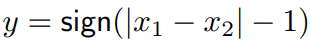 y = sign(|x₁ − x₂| − 1)